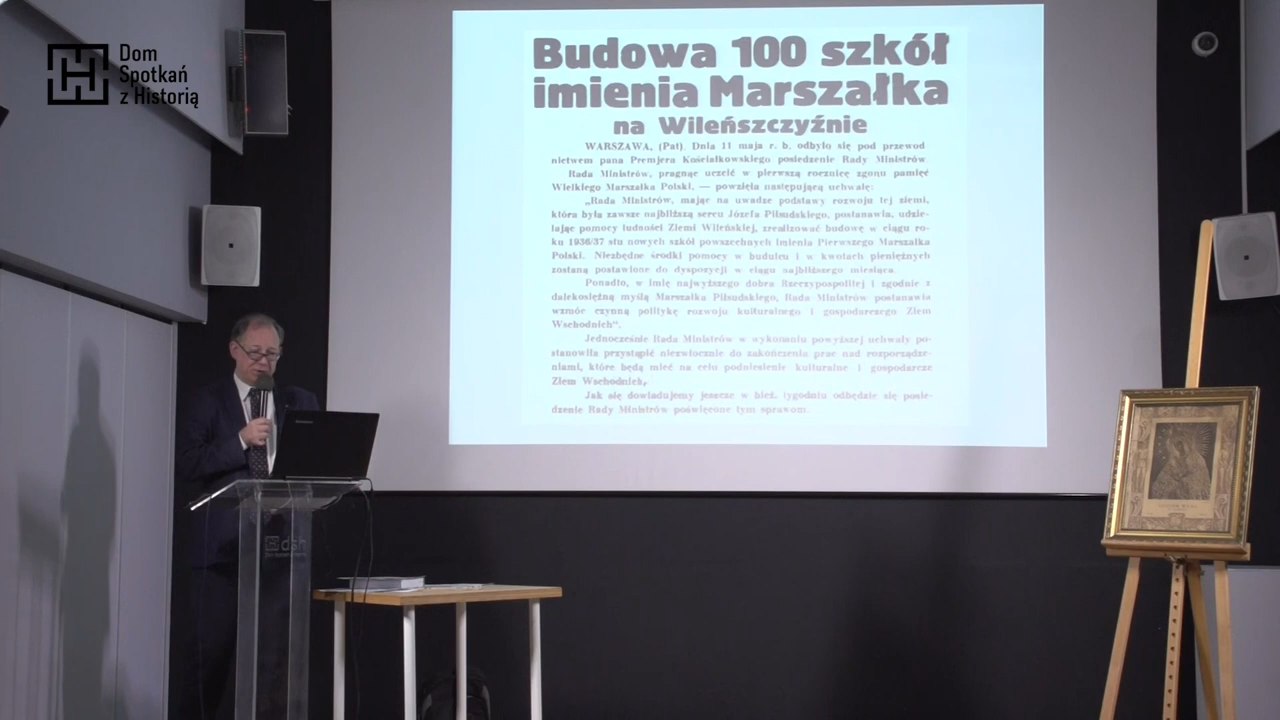 Dom
Spotkań
z Historią
Budowa 100 szkół
imienia Marszałka
na Wileńszczyźnie
WARSZAWA, (Pat). Dnia 11 maja r. b. odbyło się pod przewod
nictwem pana Premjera Kościałkowskiego posiedzenie Rady Ministrów
Rada Ministrów, pragnąc uczcić w pierwszą rocznicę zgonu pamięć
Wielkiego Marszałka Polski, — powzięła następującą uchwałę:
„Rada Ministrów, mając na uwadze podstawy rozwoju tej ziemi,
która była zawsze najbliższą sercu Józefa Piłsudskiego, postanawia, udzie-
lając pomocy ludności Ziemi Wileńskiej, zrealizować budowę w ciągu ro-
ku 1936/37 stu nowych szkół powszechnych imienia Pierwszego Marszałka
Polski. Niezbędne środki pomocy w budulcu i w kwotach pieniężnych
zostaną postawione do dyspozycji w ciągu najbliższego miesiąca.
Ponadto, w imię najwyższego dobra Rzeczypospolitej i zgodnie z
dalekosiężną myślą Marszałka Piłsudskiego, Rada Ministrów postanawia
wzmóc czynną politykę rozwoju kulturalnego i gospodarczego Ziem
Wschodnich".
Jednocześnie Rada Ministrów w wykonaniu powyższej uchwały po-
stanowiła przystąpić niezwłocznie do zakończenia prac nad rozporządze-
niami, które będą mieć na celu podniesienie kulturalne i gospodarcze
Ziem Wschodnich.
Jak się dowiadujemy jeszcze w bież. tygodniu odbędzie się posie-
dzenie Rady Ministrów poświęcone tym sprawom.
dsh